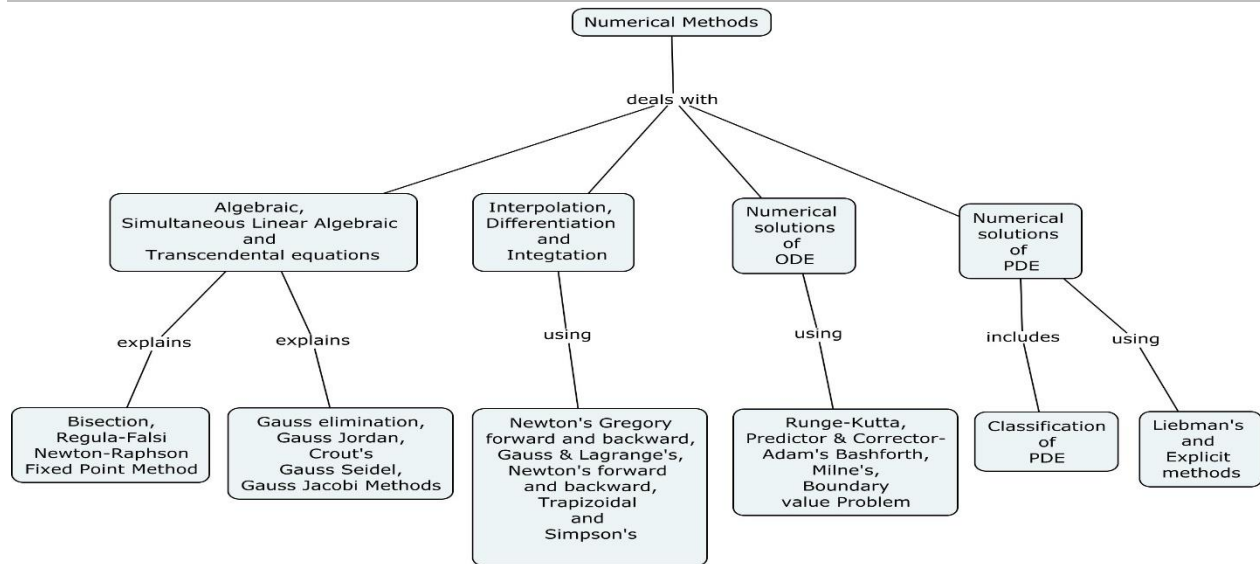 Numerical Methods
deals with
Algebraic,
Simultaneous Linear Algebraic
and
Transcendental equations
Interpolation,
Differentiation
and
Integtation
Numerical
solutions
of
ODE
Numerical
solutions
of
PDE
explains
explains
using
using
includes
using
Bisection,
Regula-Falsi
Newton-Raphson
Fixed Point Method
Gauss elimination,
Gauss Jordan,
Crout's
Gauss Seidel,
Gauss Jacobi Methods
Newton's Gregory
forward and backward,
Gauss & Lagrange's,
Newton's forward
and backward,
Trapizoidal
and
Simpson's
Runge-Kutta,
Predictor & Corrector-
Adam's Bashforth,
Milne's,
Boundary
value Problem
Classification
of
PDE
Liebman's
and
Explicit
methods